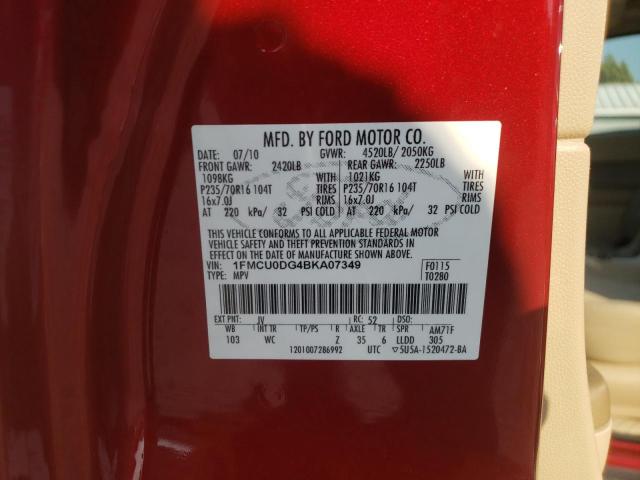 MFD. BY FORD MOTOR CO.
DATE: 07/10 GVWR: 4520LB/ 2050KG
FRONT GAWR: 2420LB REAR GAWR: 2250LB
1098KG WITH 1021KG WITH
P235/70R16 104T TIRES P235/70R16 104T TIRES
16x7.0J RIMS 16x7.0J RIMS
AT 220 kPa/ 32 PSI COLD AT 220 kPa/ 32 PSI COLD
THIS VEHICLE CONFORMS TO ALL APPLICABLE FEDERAL MOTOR
VEHICLE SAFETY AND THEFT PREVENTION STANDARDS IN
EFFECT ON THE DATE OF MANUFACTURE SHOWN ABOVE.
VIN: 1FMCU0DG4BKA07349 F0115
TYPE: MPV T0280
EXT PNT: JV RC: 52
WB INT TR TP/PS R AXLE TR SPR AM71F
103 WC Z 35 6 LLDD 305
1201007286992 UTC ▽5U5A-1520472-BA